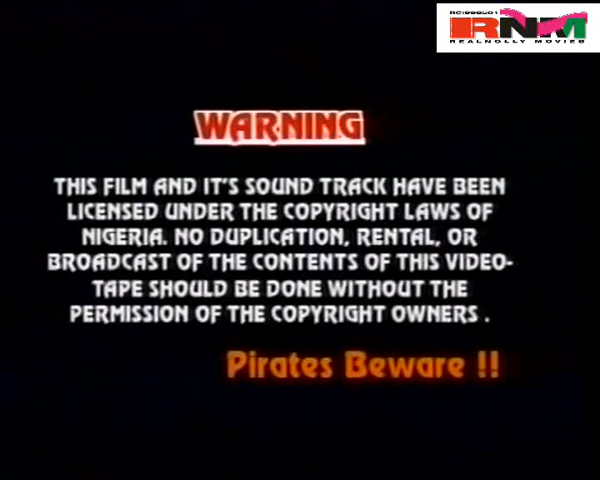 RNM
REALNOLLY MOVIES
WARNING
THIS FILM AND IT'S SOUND TRACK HAVE BEEN
LICENSED UNDER THE COPYRIGHT LAWS OF
NIGERIA. NO DUPLICATION, RENTAL, OR
BROADCAST OF THE CONTENTS OF THIS VIDEO-
TAPE SHOULD BE DONE WITHOUT THE
PERMISSION OF THE COPYRIGHT OWNERS .
Pirates Beware !!